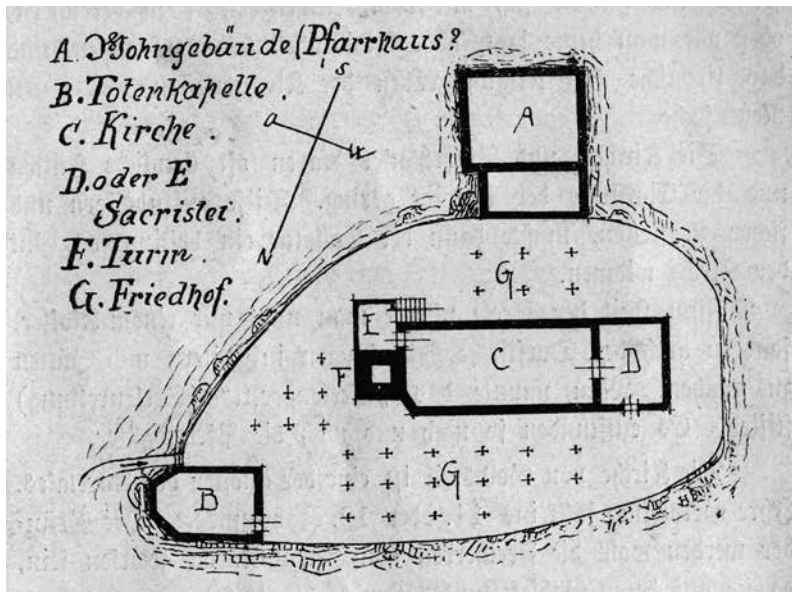 A. Wohngebäude (Pfarrhaus?
B. Totenkapelle.
C. Kirche.
D. oder E
Sacristei.
F. Turm.
G. Friedhof.
S
O
W
N
A
G
E
C
D
F
G
B